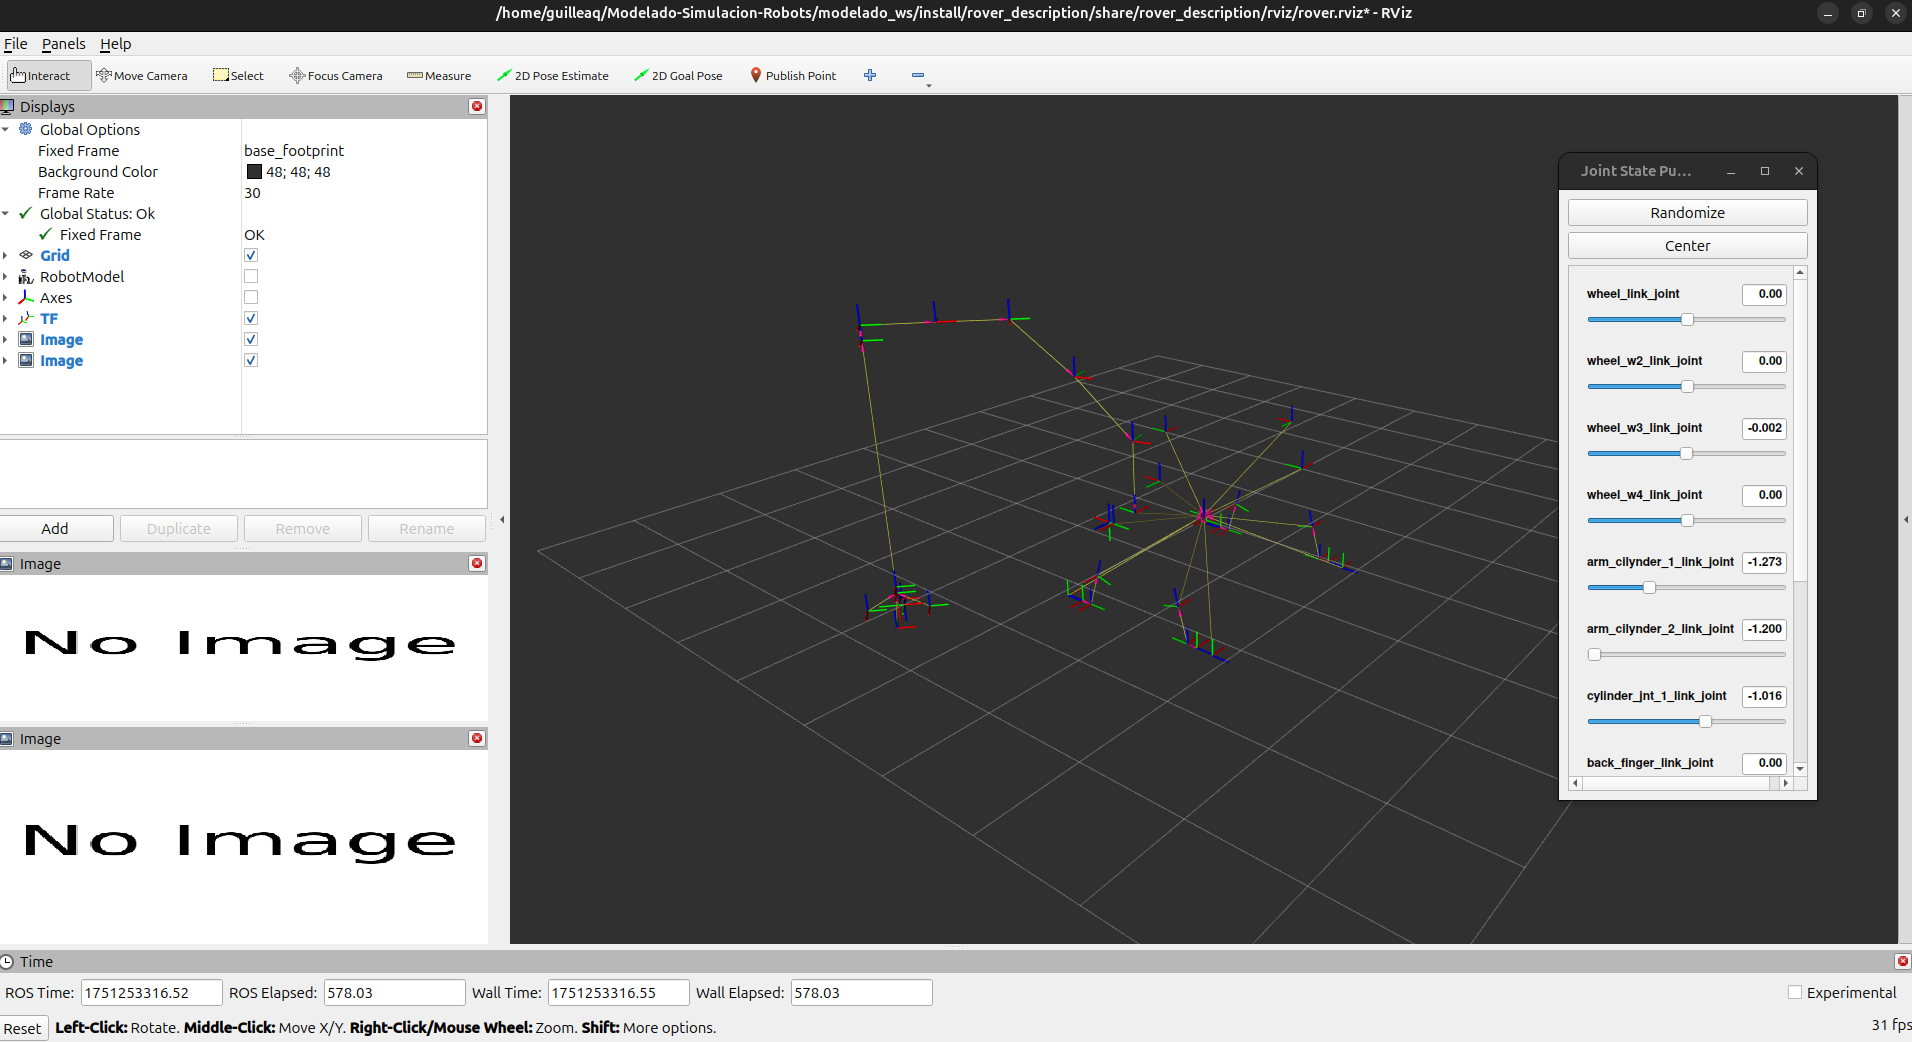 /home/guilleaq/Modelado-Simulacion-Robots/modelado_ws/install/rover_description/share/rover_description/rviz/rover.rviz* - RViz
File Panels Help
Interact Move Camera Select Focus Camera Measure 2D Pose Estimate 2D Goal Pose Publish Point
Displays
Global Options
Fixed Frame base_footprint
Background Color 48; 48; 48
Frame Rate 30
Global Status: Ok
Fixed Frame OK
Grid
RobotModel
Axes
TF
Image
Image
Add Duplicate Remove Rename
Image
No Image
Image
No Image
Joint State Pu...
Randomize
Center
wheel_link_joint 0.00
wheel_w2_link_joint 0.00
wheel_w3_link_joint -0.002
wheel_w4_link_joint 0.00
arm_cilynder_1_link_joint -1.273
arm_cilynder_2_link_joint -1.200
cylinder_jnt_1_link_joint -1.016
back_finger_link_joint 0.00
Time
ROS Time: 1751253316.52 ROS Elapsed: 578.03 Wall Time: 1751253316.55 Wall Elapsed: 578.03 Experimental
Reset Left-Click: Rotate. Middle-Click: Move X/Y. Right-Click/Mouse Wheel: Zoom. Shift: More options. 31 fps